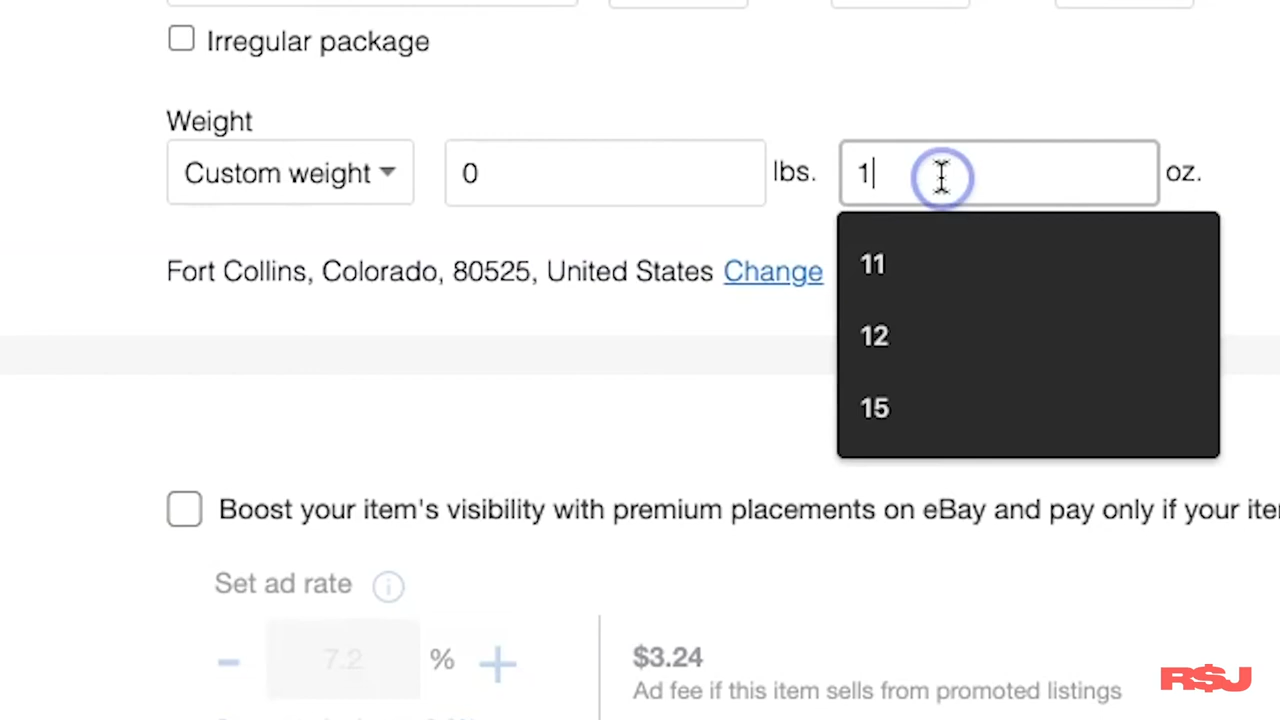 Irregular package
Weight
Custom weight 0 lbs. 1 oz.
11
Fort Collins, Colorado, 80525, United States Change
12
15
Boost your item's visibility with premium placements on eBay and pay only if your
Set ad rate
7.2 %
$3.24
Ad fee if this item sells from promoted listings
R$J